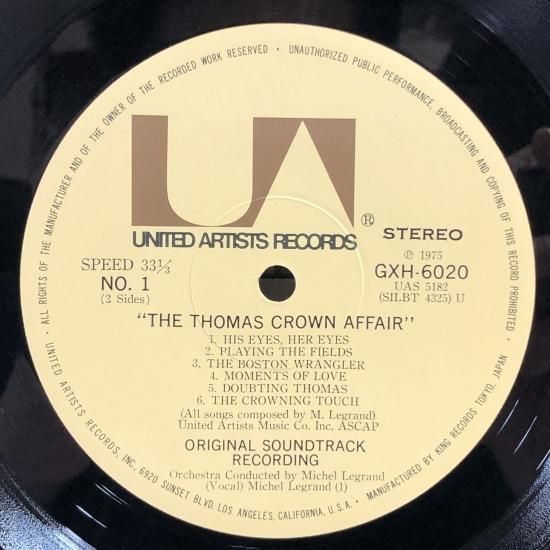 • ALL RIGHTS OF THE MANUFACTURER AND OF THE OWNER OF THE RECORDED WORK RESERVED • UNAUTHORIZED PUBLIC PERFORMANCE, BROADCASTING AND COPYING OF THIS RECORD PROHIBITED •
UA
®
UNITED ARTISTS RECORDS
STEREO
SPEED 33⅓
℗ 1975
NO. 1
GXH-6020
(2 Sides)
UAS 5182
(SILBT 4325) U
"THE THOMAS CROWN AFFAIR"
1. HIS EYES, HER EYES
2. PLAYING THE FIELDS
3. THE BOSTON WRANGLER
4. MOMENTS OF LOVE
5. DOUBTING THOMAS
6. THE CROWNING TOUCH
(All songs composed by M. Legrand)
United Artists Music Co. Inc. ASCAP
ORIGINAL SOUNDTRACK
RECORDING
Orchestra Conducted by Michel Legrand
(Vocal) Michel Legrand (1)
UNITED ARTISTS RECORDS, INC., 6920 SUNSET BLVD, LOS ANGELES, CALIFORNIA, U.S.A. • MANUFACTURED BY KING RECORDS TOKYO, JAPAN